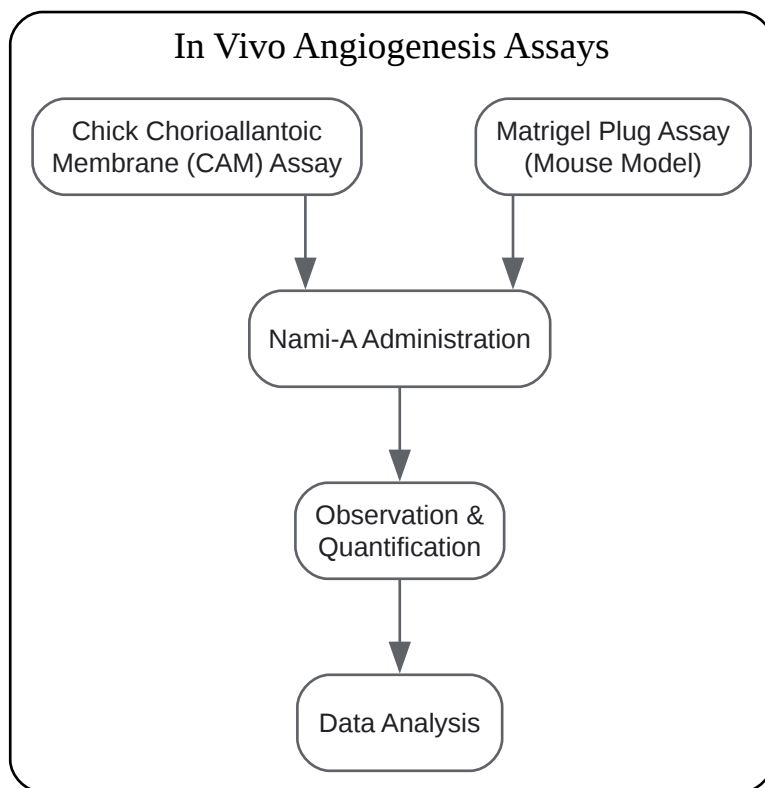 In Vivo Angiogenesis Assays
Chick Chorioallantoic
Membrane (CAM) Assay
Matrigel Plug Assay
(Mouse Model)
Nami-A Administration
Observation &
Quantification
Data Analysis